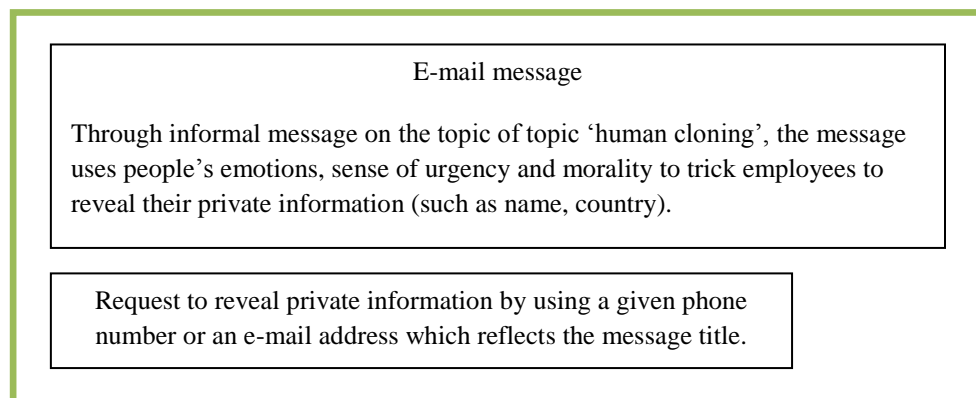 E-mail message
Through informal message on the topic of topic ‘human cloning’, the message
uses people’s emotions, sense of urgency and morality to trick employees to
reveal their private information (such as name, country).
Request to reveal private information by using a given phone
number or an e-mail address which reflects the message title.